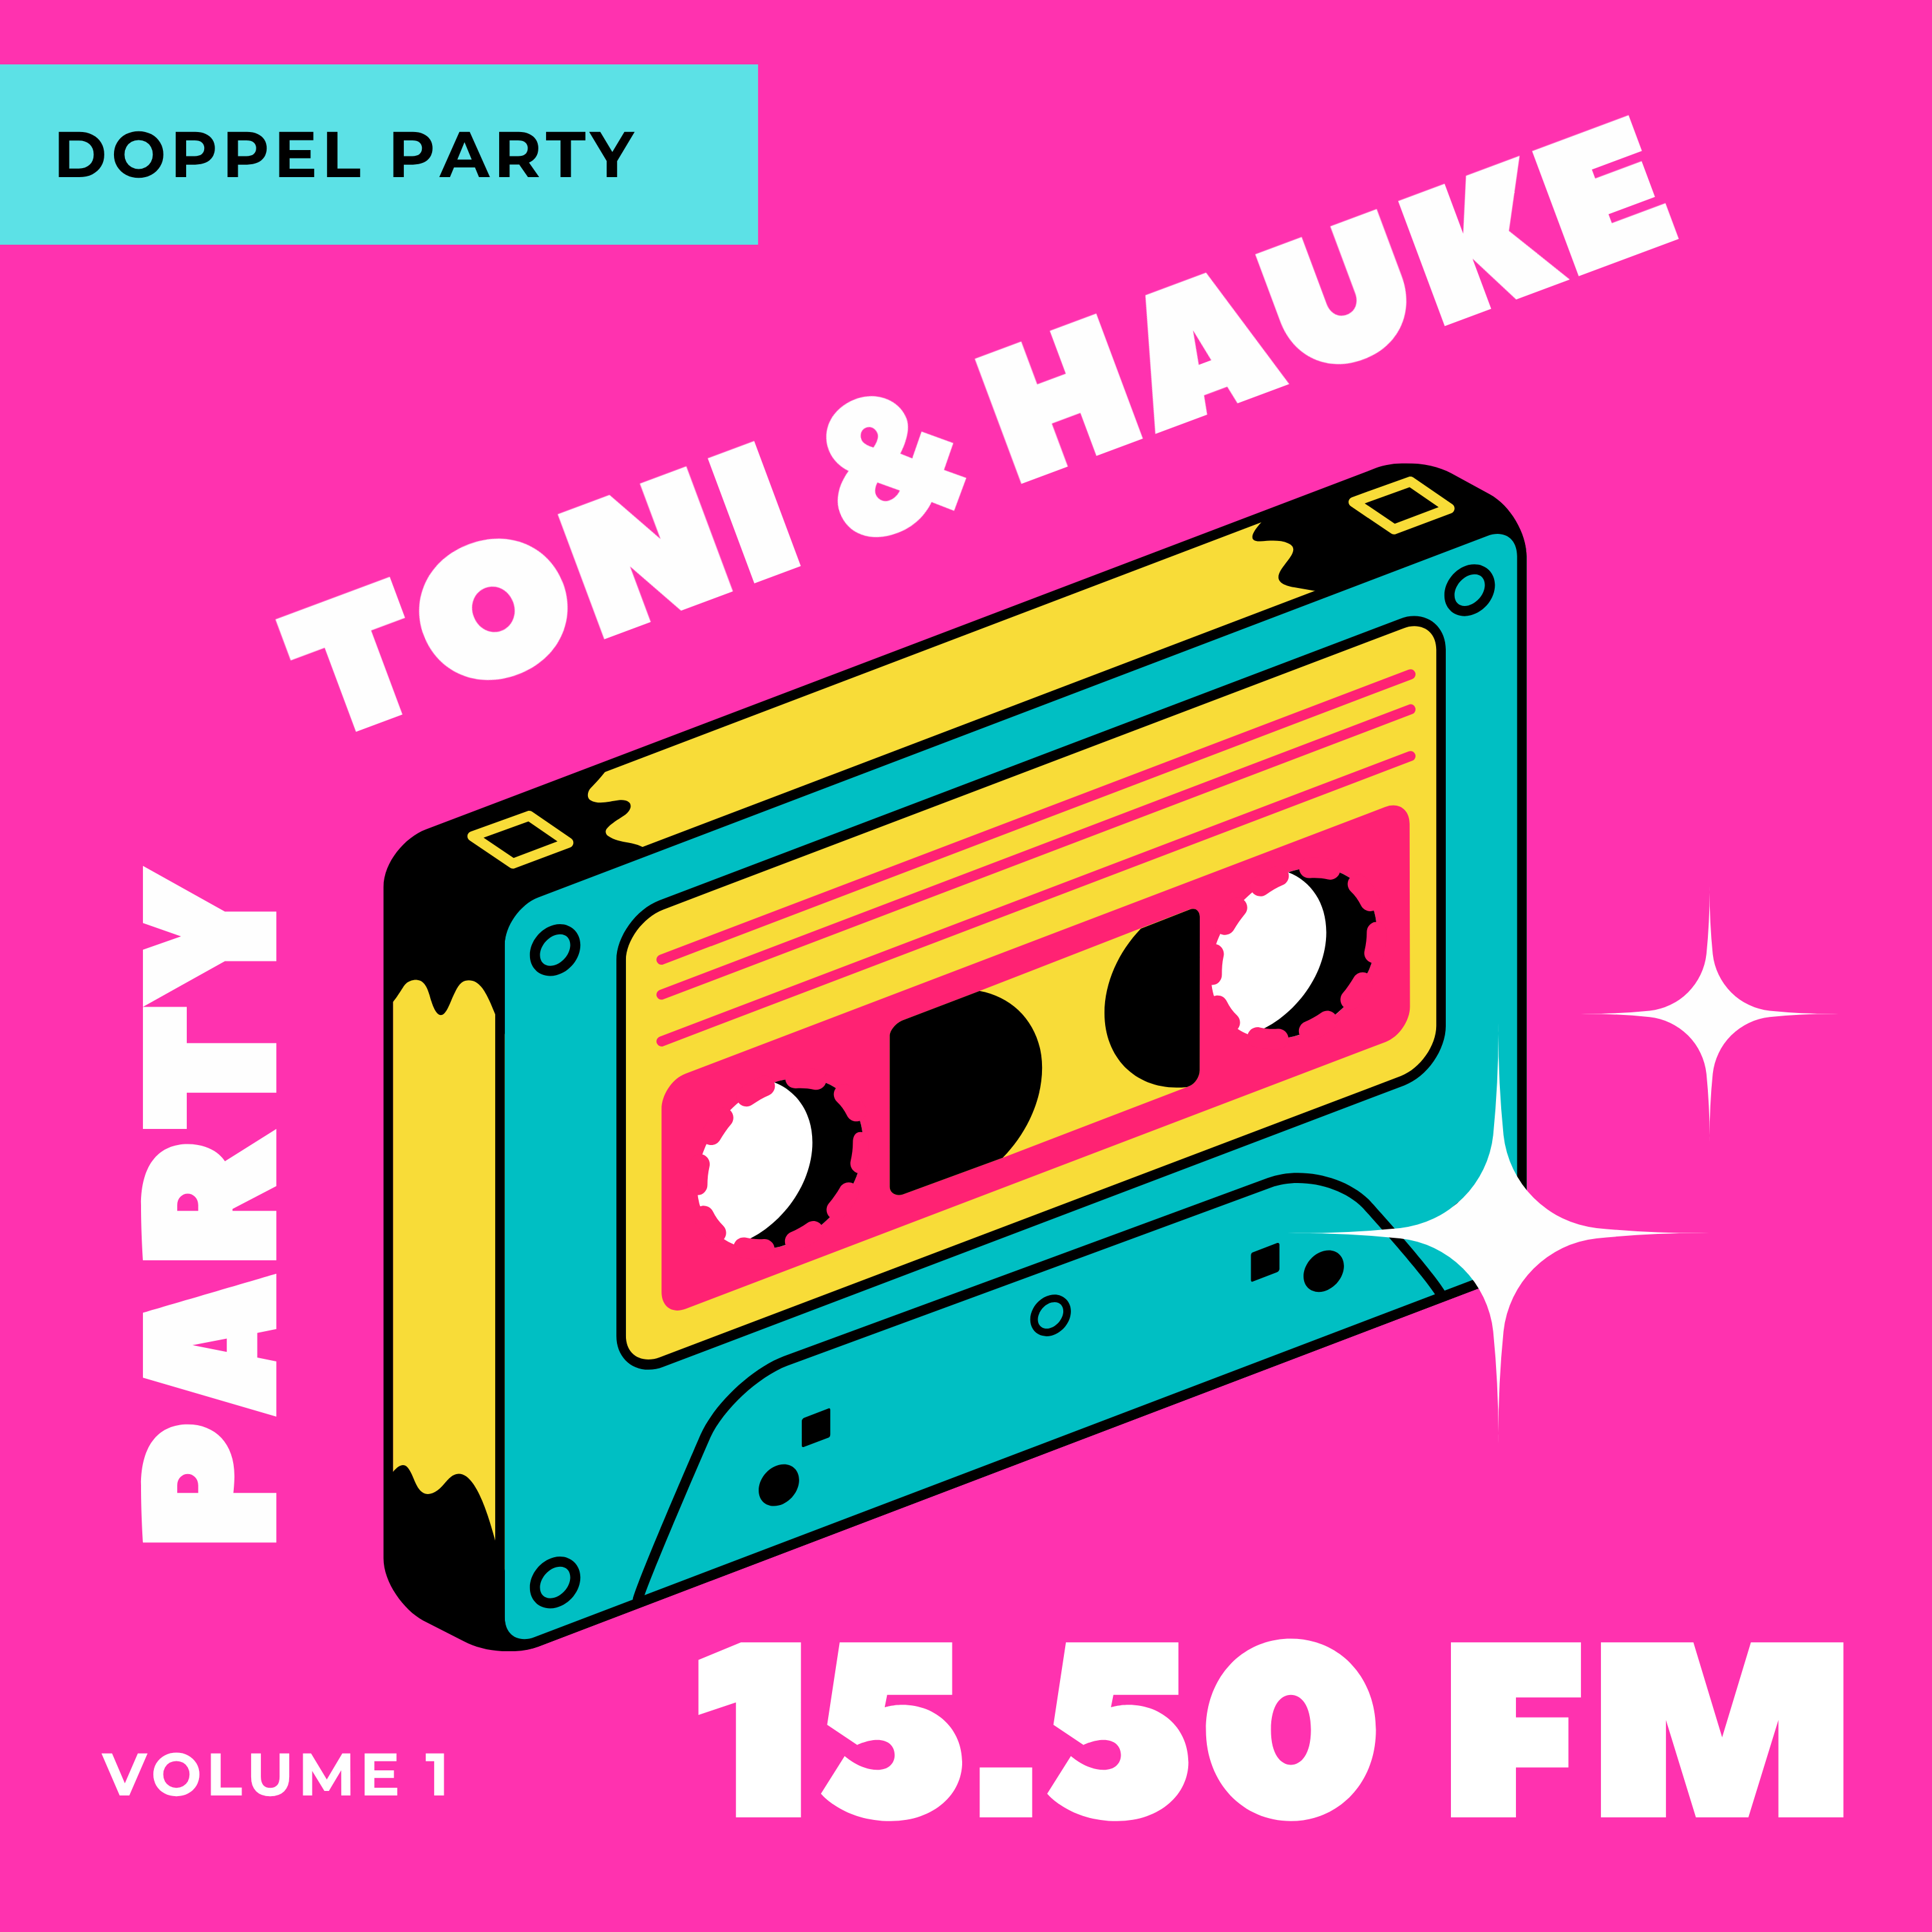 DOPPEL PARTY
TONI & HAUKE
PARTY
15.50 FM
VOLUME 1